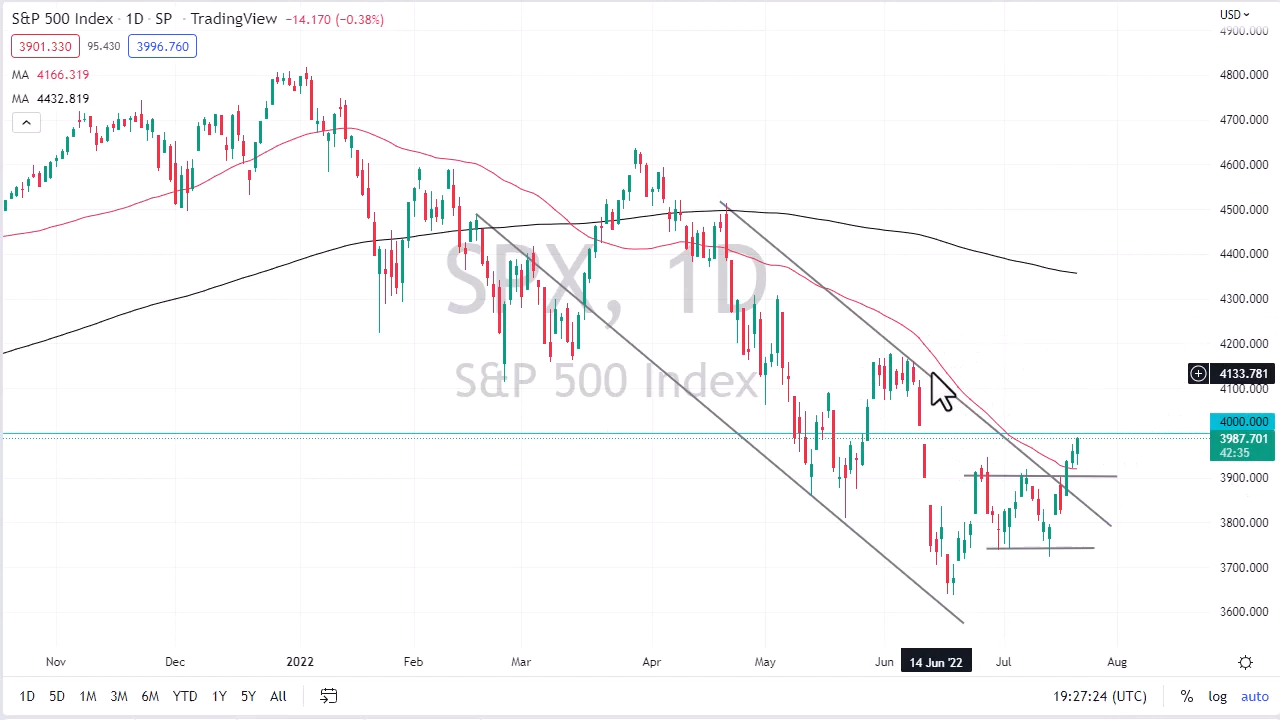 S&P 500 Index · 1D · SP · TradingView −14.170 (−0.38%)
3901.330 95.430 3996.760
MA 4166.319
MA 4432.819
USD
4900.000
4800.000
4700.000
4600.000
4500.000
4400.000
4300.000
4200.000
4133.781
4100.000
4000.000
3987.701
42:35
3900.000
3800.000
3700.000
3600.000
SPX, 1D
S&P 500 Index
Nov Dec 2022 Feb Mar Apr May Jun 14 Jun '22 Jul Aug
1D 5D 1M 3M 6M YTD 1Y 5Y All 19:27:24 (UTC) % log auto